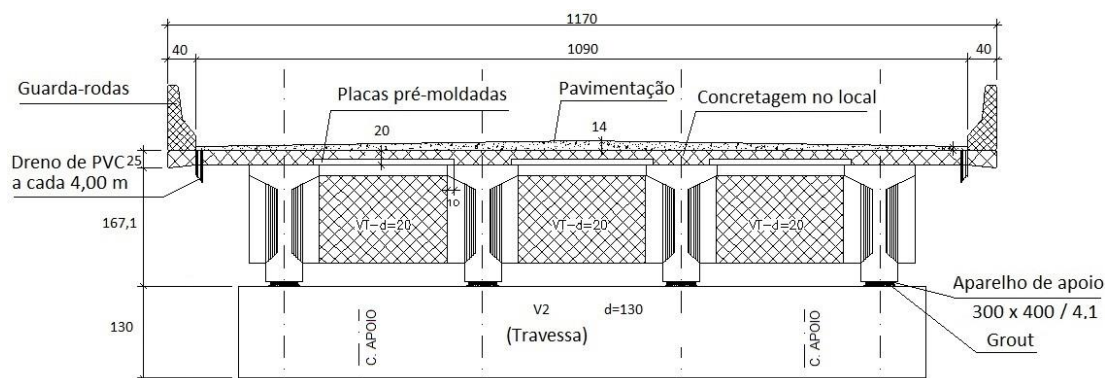 1170
40
1090
40
Guarda-rodas
Placas pré-moldadas
Pavimentação
Concretagem no local
20
14
Dreno de PVC
a cada 4,00 m
25
10
167,1
VT-d=20
VT-d=20
VT-d=20
Aparelho de apoio
300 x 400 / 4,1
Grout
130
C. APOIO
V2 d=130
(Travessa)
C. APOIO